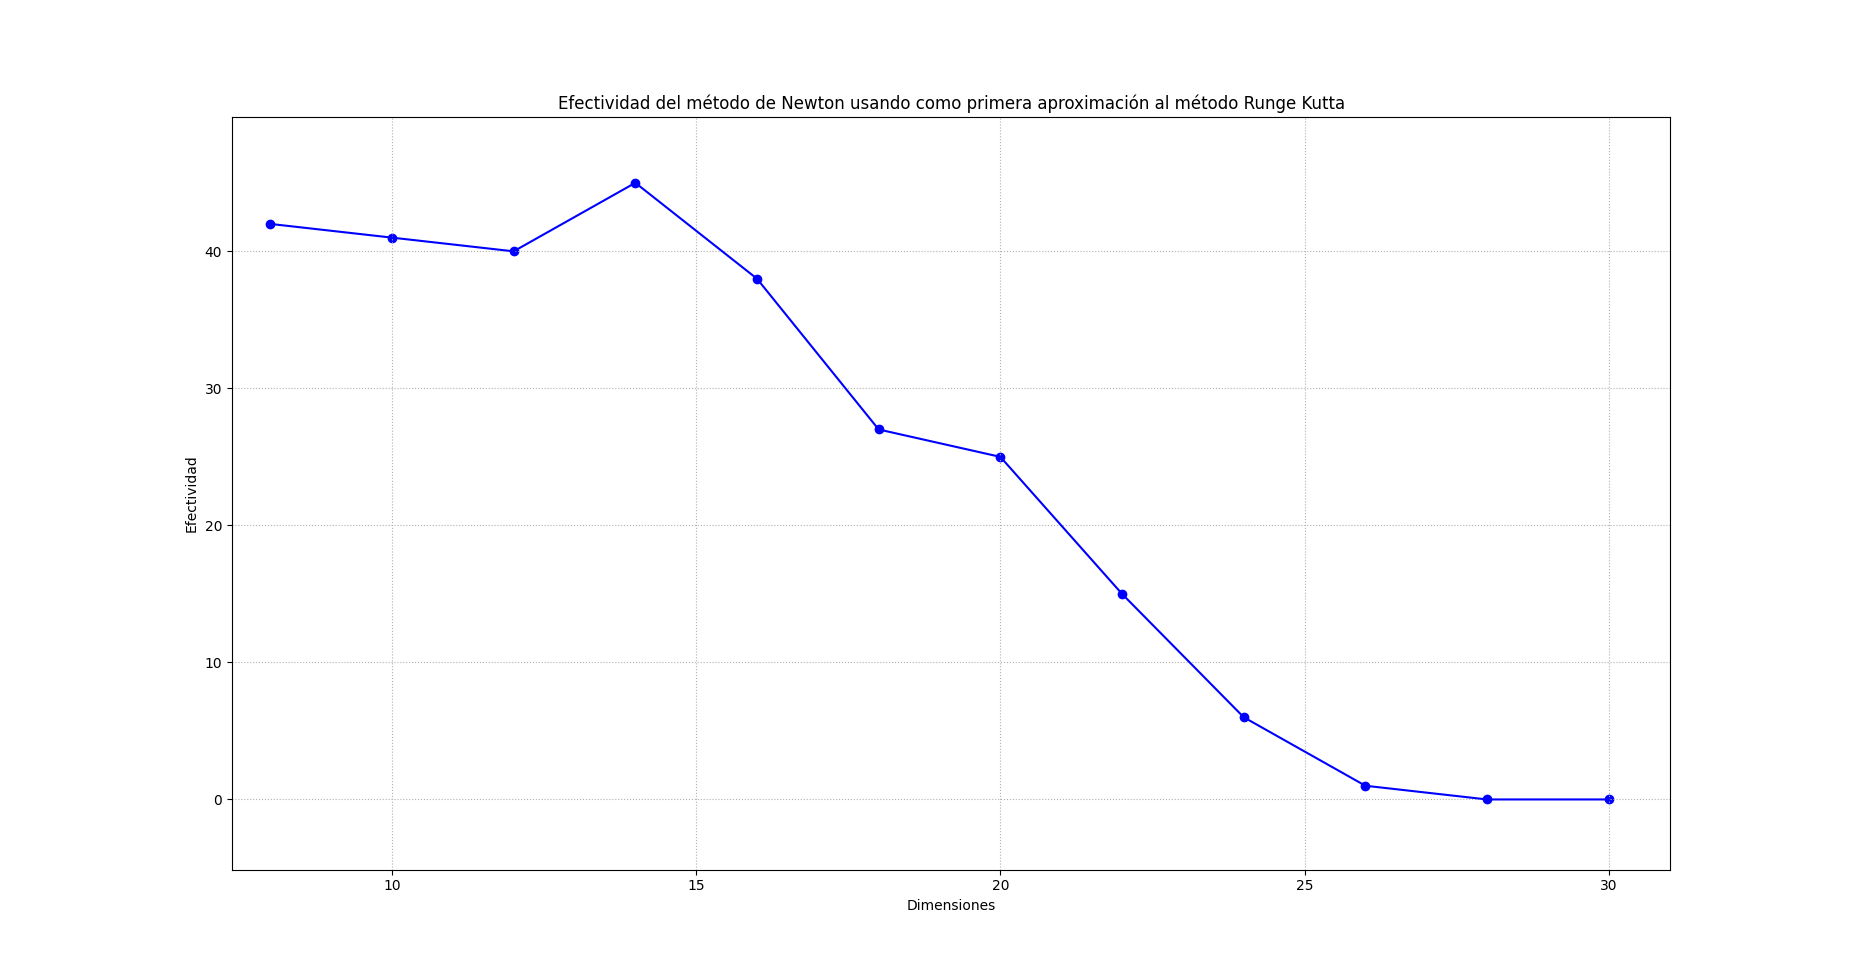 Efectividad del método de Newton usando como primera aproximación al método Runge Kutta
Efectividad
40
30
20
10
0
10 15 20 25 30
Dimensiones